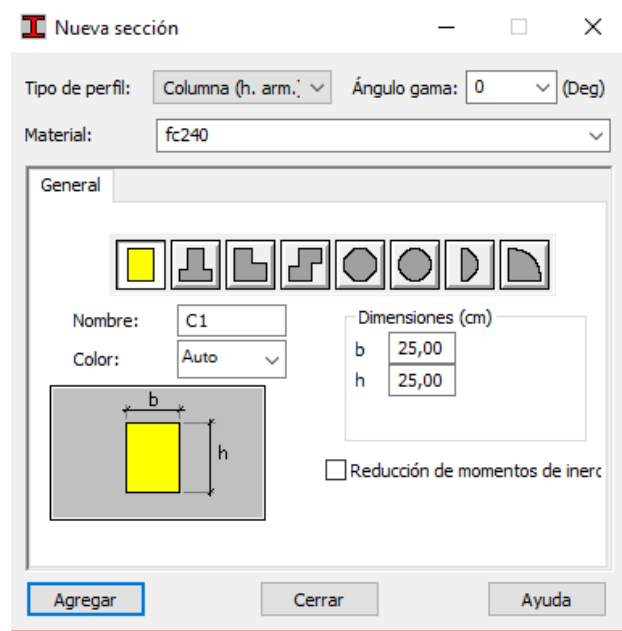 Nueva sección
Tipo de perfil: Columna (h. arm.) Ángulo gama: 0 (Deg)
Material: fc240
General
Nombre: C1
Color: Auto
Dimensiones (cm)
b 25,00
h 25,00
b
h
Reducción de momentos de inerc
Agregar Cerrar Ayuda